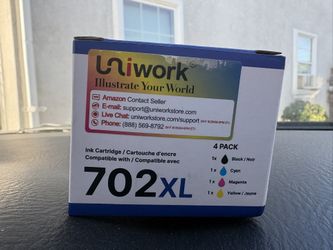 Uniwork
Illustrate Your World
Amazon Contact Seller
E-mail: support@uniworkstore.com
Live Chat: uniworkstore.com/support
Phone: (888) 569-8792
4 PACK
Ink Cartridge / Cartouche d'encre
Compatible with / Compatible avec
702XL
1x Black / Noir
1x Cyan
1x Magenta
1x Yellow / Jaune